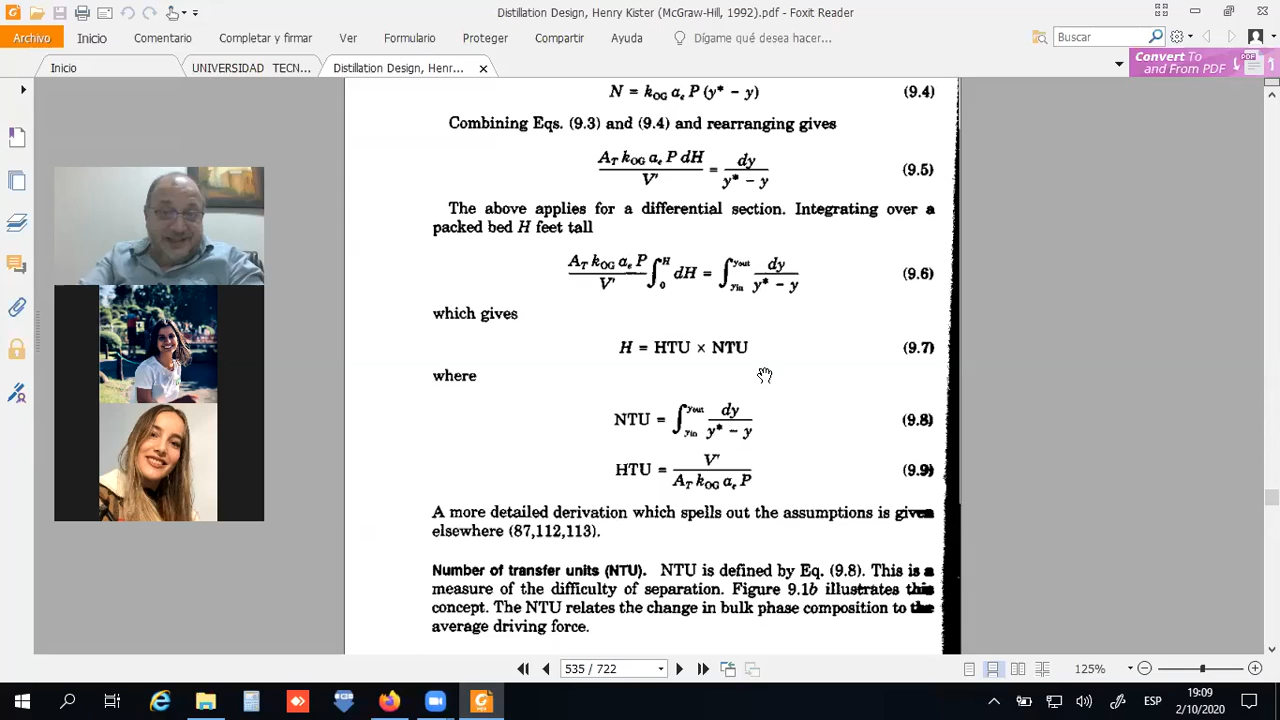 Distillation Design, Henry Kister (McGraw-Hill, 1992).pdf - Foxit Reader
Archivo Inicio Comentario Completar y firmar Ver Formulario Proteger Compartir Ayuda Dígame qué desea hacer... Buscar
Inicio UNIVERSIDAD TECN... Distillation Design, Henr...
Convert To
and From PDF
N = k_OG a_e P (y* − y) (9.4)
Combining Eqs. (9.3) and (9.4) and rearranging gives
A_T k_OG a_e P dH / V' = dy / (y* − y) (9.5)
The above applies for a differential section. Integrating over a
packed bed H feet tall
A_T k_OG a_e P / V' ∫_0^H dH = ∫_{y_in}^{y_out} dy / (y* − y) (9.6)
which gives
H = HTU × NTU (9.7)
where
NTU = ∫_{y_in}^{y_out} dy / (y* − y) (9.8)
HTU = V' / (A_T k_OG a_e P) (9.9)
A more detailed derivation which spells out the assumptions is given
elsewhere (87,112,113).
Number of transfer units (NTU). NTU is defined by Eq. (9.8). This is a
measure of the difficulty of separation. Figure 9.1b illustrates this
concept. The NTU relates the change in bulk phase composition to the
average driving force.
535 / 722
125%
ESP
19:09
2/10/2020